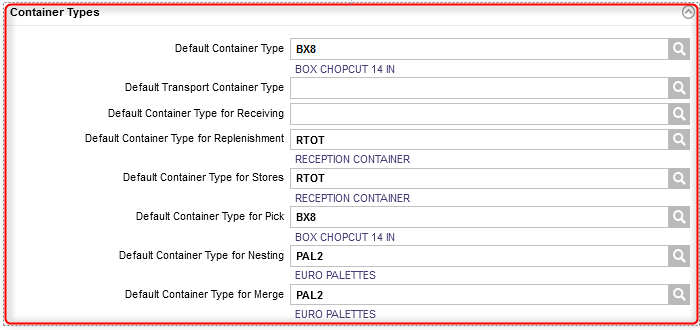 Container Types
Default Container Type BX8
BOX CHOPCUT 14 IN
Default Transport Container Type
Default Container Type for Receiving
Default Container Type for Replenishment RTOT
RECEPTION CONTAINER
Default Container Type for Stores RTOT
RECEPTION CONTAINER
Default Container Type for Pick BX8
BOX CHOPCUT 14 IN
Default Container Type for Nesting PAL2
EURO PALETTES
Default Container Type for Merge PAL2
EURO PALETTES